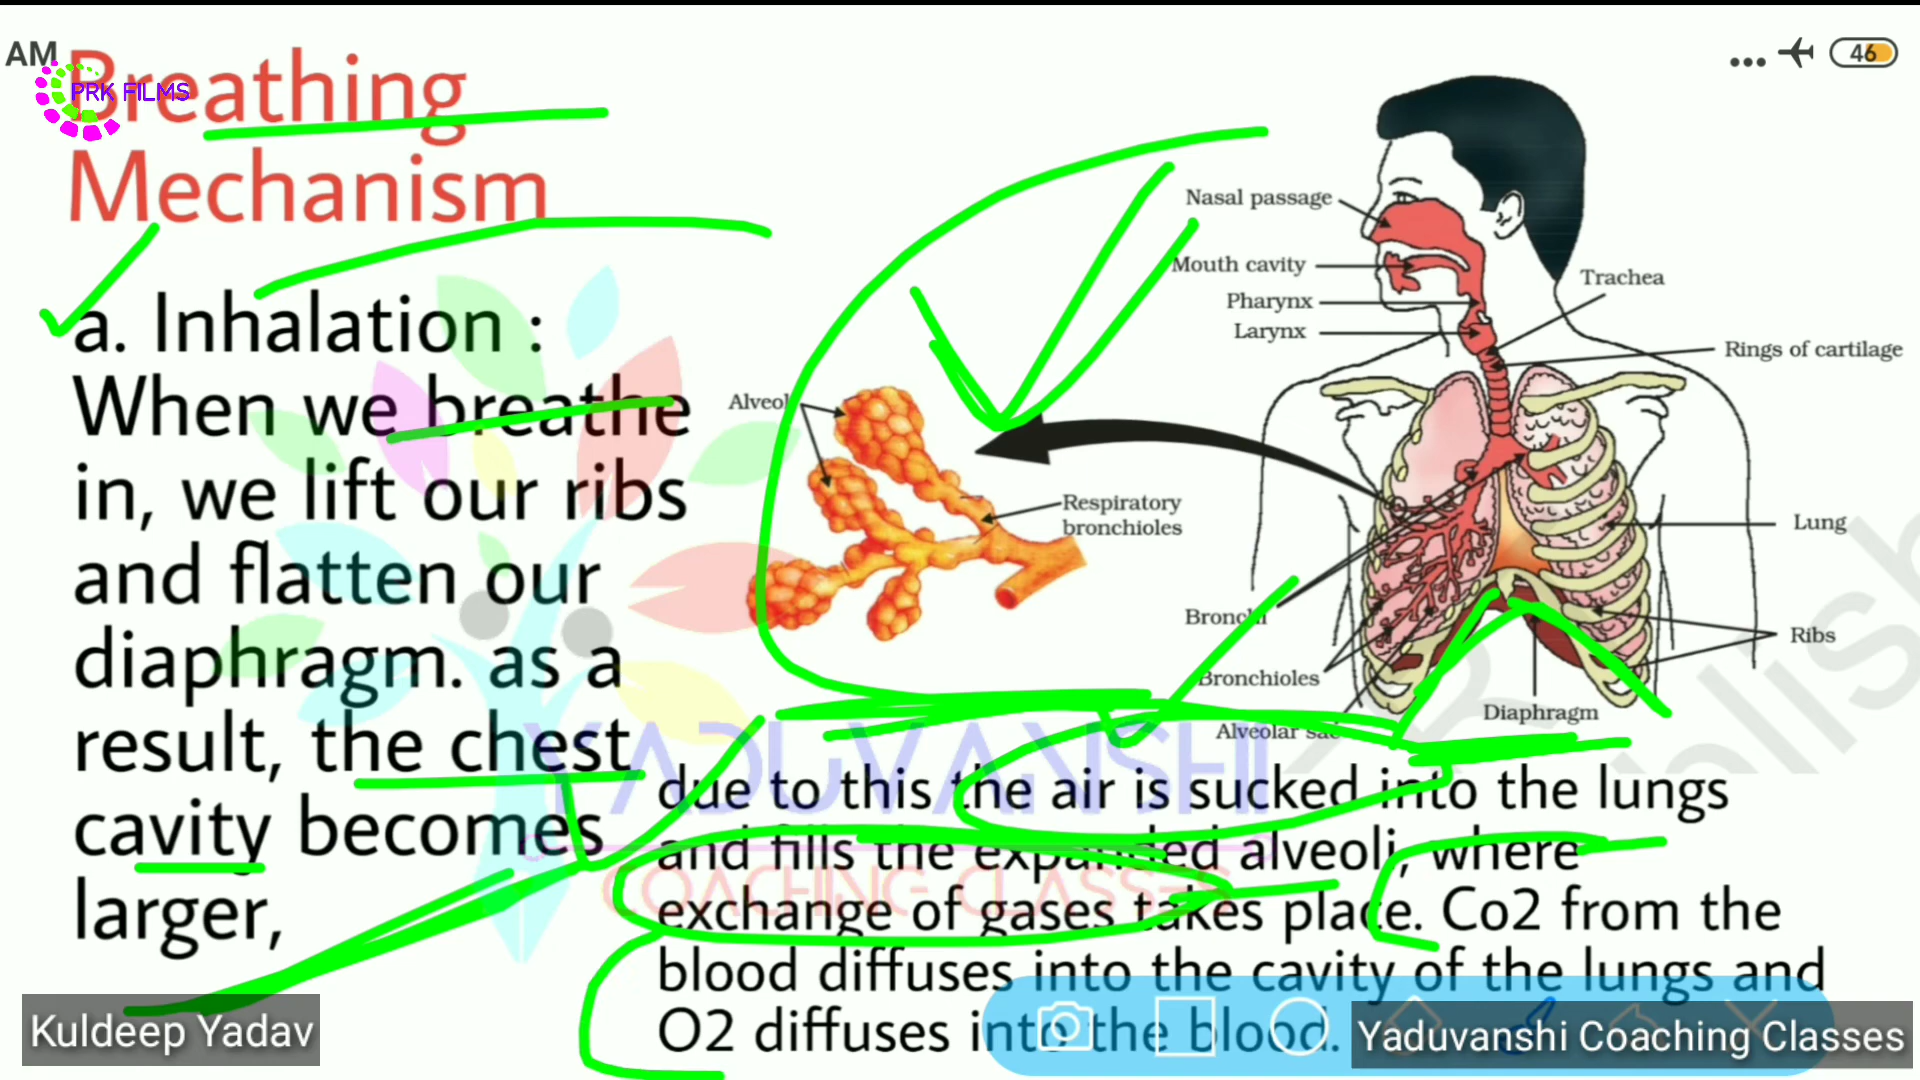 AM
PRK FILMS
46
Breathing
Mechanism
a. Inhalation :
When we breathe
in, we lift our ribs
and flatten our
diaphragm. as a
result, the chest
cavity becomes
larger,
Nasal passage
Mouth cavity
Pharynx
Larynx
Trachea
Rings of cartilage
Alveol
Respiratory
bronchioles
Lung
Bronchi
Ribs
Bronchioles
Diaphragm
Alveolar sac
YADUVANSHI
COACHING CLASSES
due to this the air is sucked into the lungs
and fills the expanded alveoli, where
exchange of gases takes place. Co2 from the
blood diffuses into the cavity of the lungs and
O2 diffuses into the blood.
Kuldeep Yadav
Yaduvanshi Coaching Classes